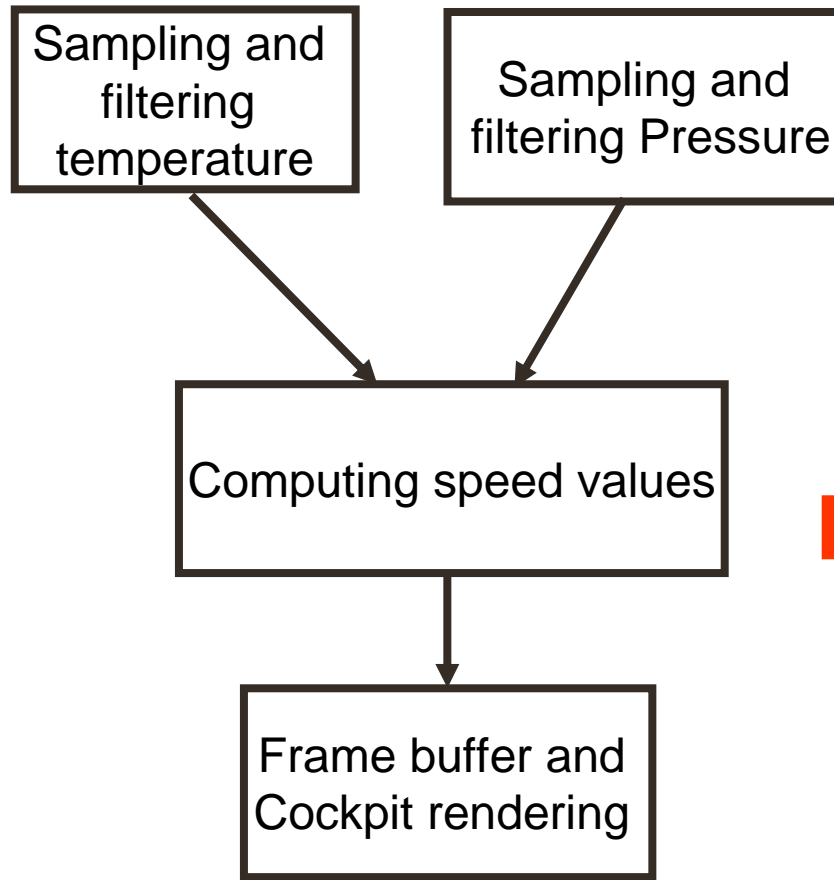 Sampling and
filtering
temperature
Sampling and
filtering Pressure
Computing speed values
Frame buffer and
Cockpit rendering